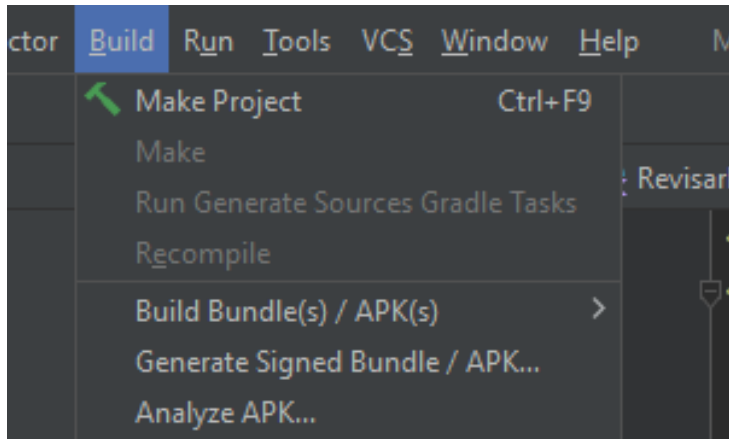 ctor Build Run Tools VCS Window Help
Make Project Ctrl+F9
Make
Run Generate Sources Gradle Tasks
Recompile
Build Bundle(s) / APK(s)
Generate Signed Bundle / APK...
Analyze APK...
Revisar